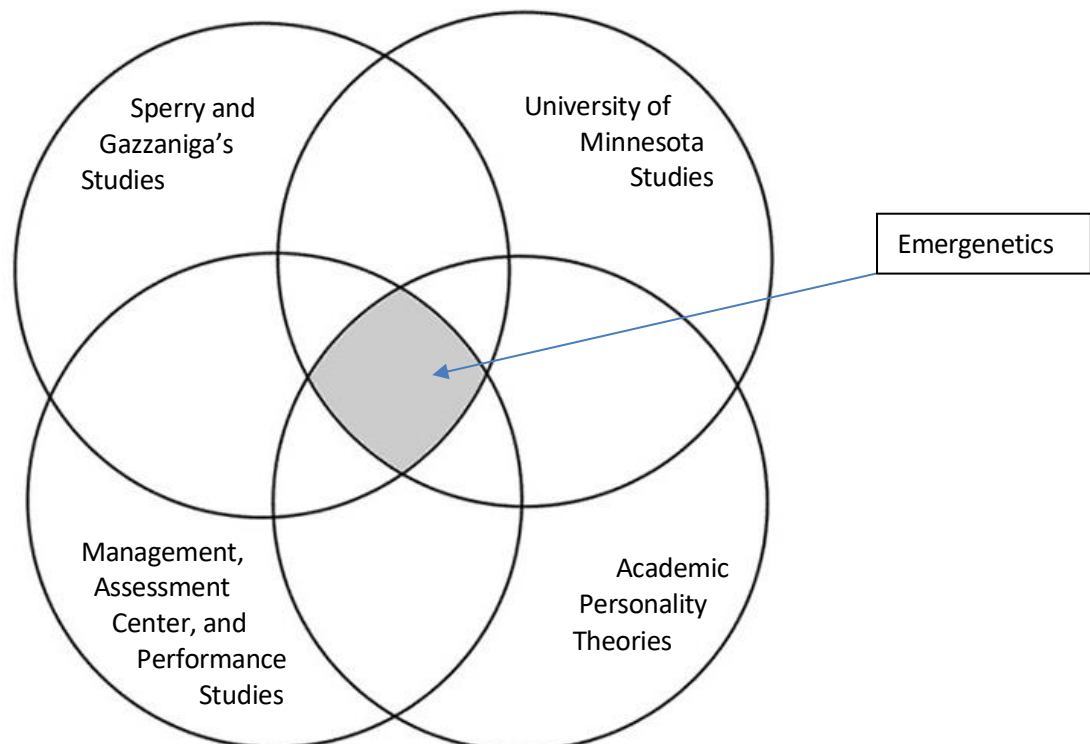 Sperry and
Gazzaniga’s
Studies
University of
Minnesota
Studies
Emergenetics
Management,
Assessment
Center, and
Performance
Studies
Academic
Personality
Theories